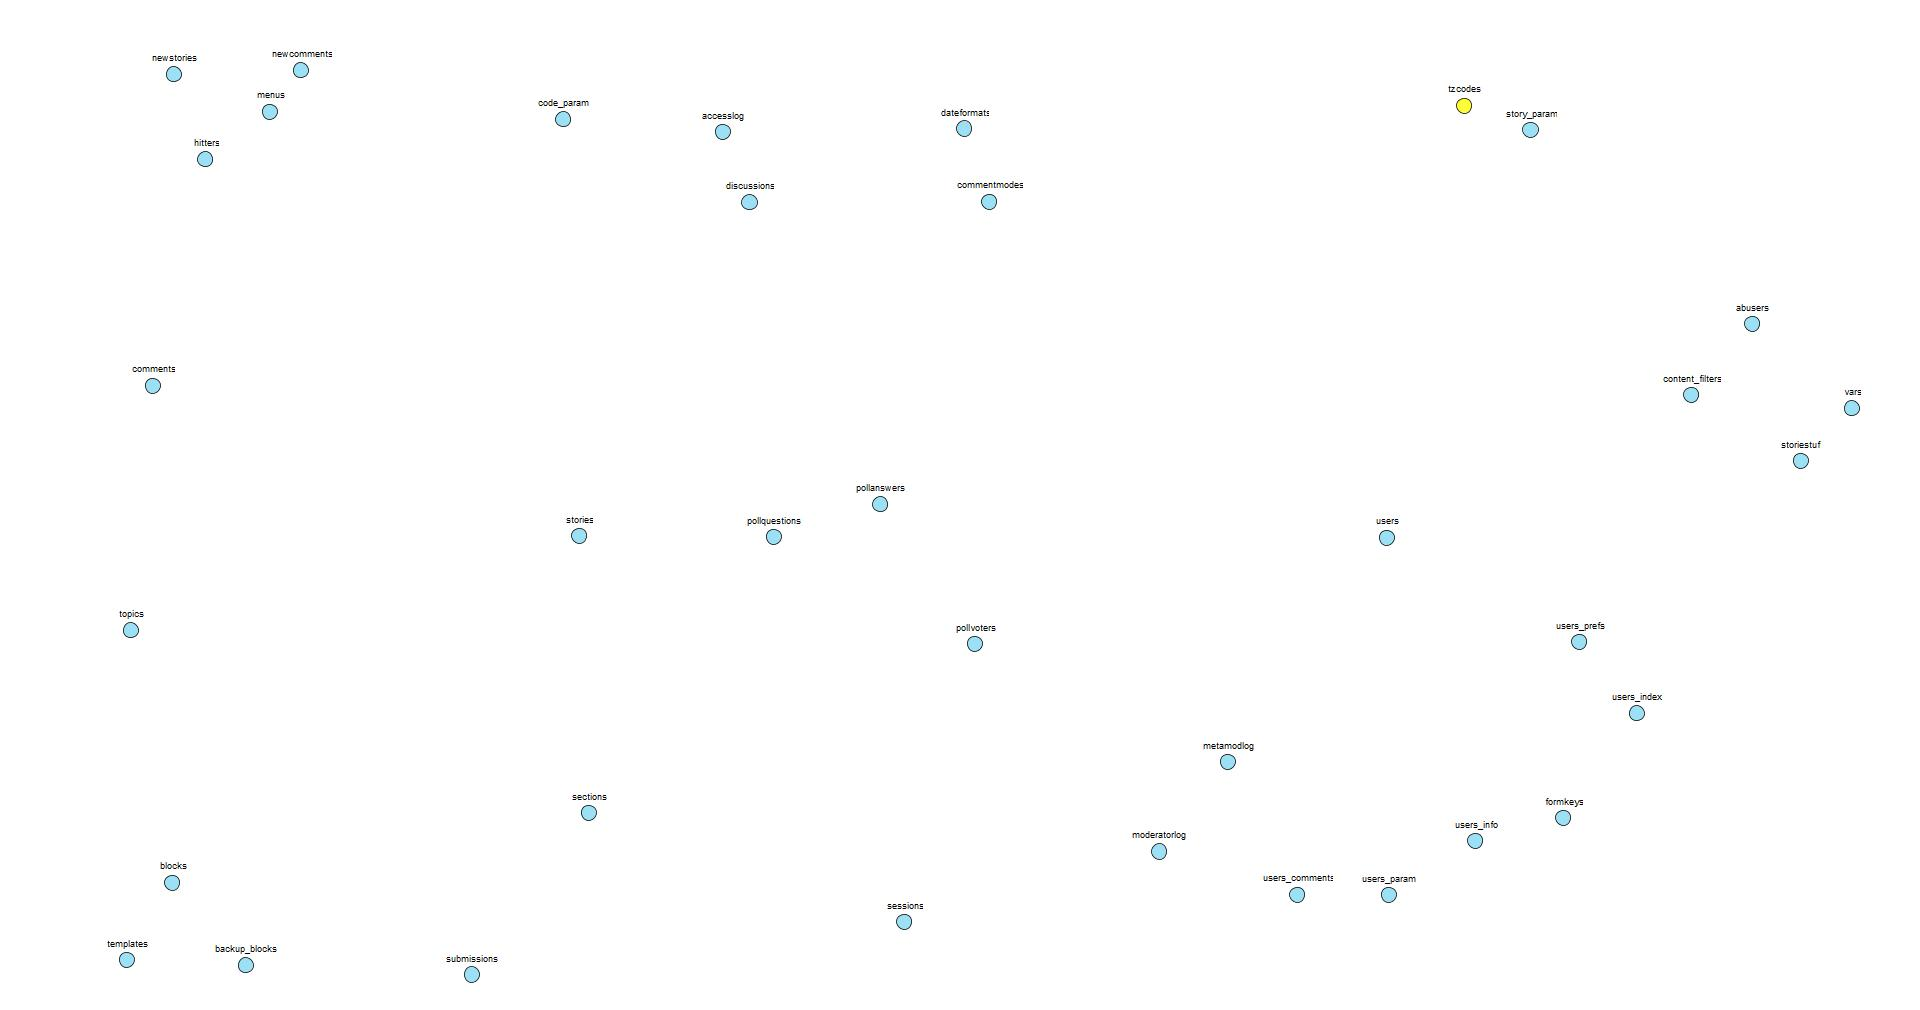 newstories
newcomments
menus
hitters
code_param
accesslog
dateformats
discussions
commentmodes
tzcodes
story_param
abusers
content_filters
vars
storiestuf
comments
pollanswers
stories
pollquestions
users
topics
pollvoters
users_prefs
users_index
metamodlog
sections
formkeys
users_info
moderatorlog
blocks
users_comments
users_param
sessions
templates
backup_blocks
submissions